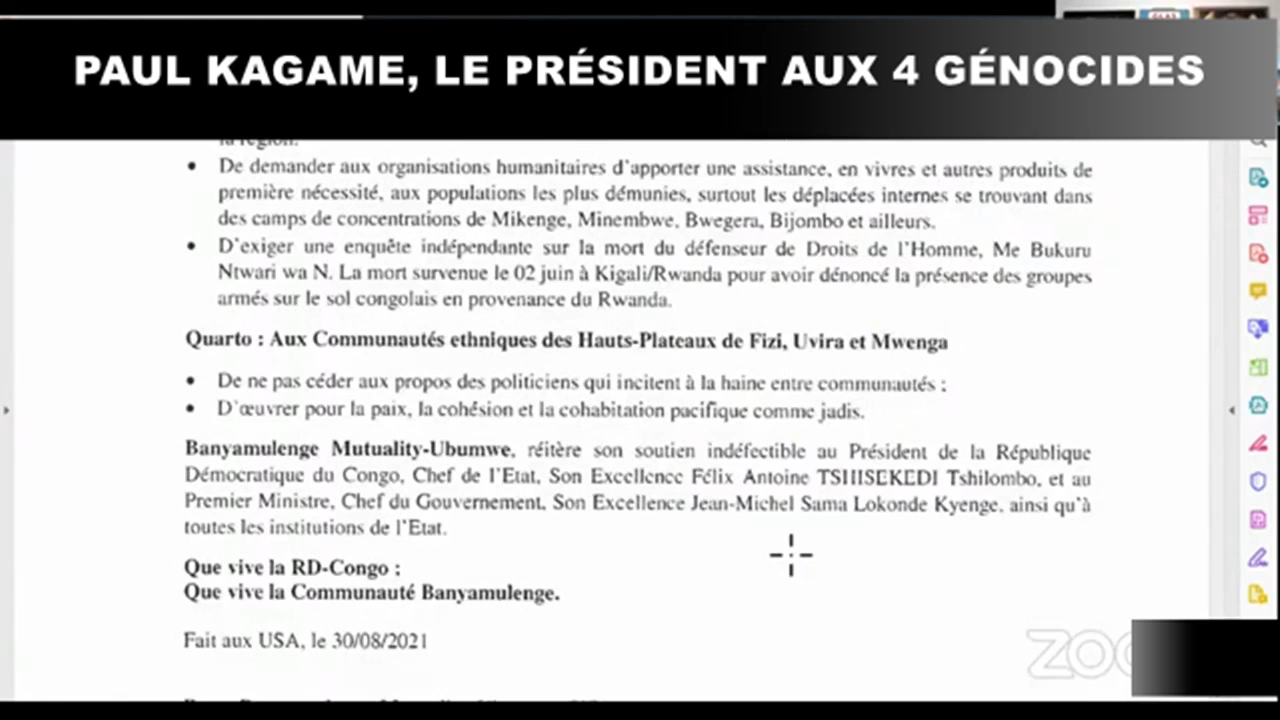 PAUL KAGAME, LE PRÉSIDENT AUX 4 GÉNOCIDES
la région.
• De demander aux organisations humanitaires d'apporter une assistance, en vivres et autres produits de
première nécessité, aux populations les plus démunies, surtout les déplacées internes se trouvant dans
des camps de concentrations de Mikenge, Minembwe, Bwegera, Bijombo et ailleurs.
• D'exiger une enquête indépendante sur la mort du défenseur de Droits de l'Homme, Me Bukuru
Ntwari wa N. La mort survenue le 02 juin à Kigali/Rwanda pour avoir dénoncé la présence des groupes
armés sur le sol congolais en provenance du Rwanda.
Quarto : Aux Communautés ethniques des Hauts-Plateaux de Fizi, Uvira et Mwenga
• De ne pas céder aux propos des politiciens qui incitent à la haine entre communautés ;
• D'œuvrer pour la paix, la cohésion et la cohabitation pacifique comme jadis.
Banyamulenge Mutuality-Ubumwe, réitère son soutien indéfectible au Président de la République
Démocratique du Congo, Chef de l'Etat, Son Excellence Félix Antoine TSHISEKEDI Tshilombo, et au
Premier Ministre, Chef du Gouvernement, Son Excellence Jean-Michel Sama Lokonde Kyenge, ainsi qu'à
toutes les institutions de l'Etat.
Que vive la RD-Congo ;
Que vive la Communauté Banyamulenge.
Fait aux USA, le 30/08/2021
ZOO